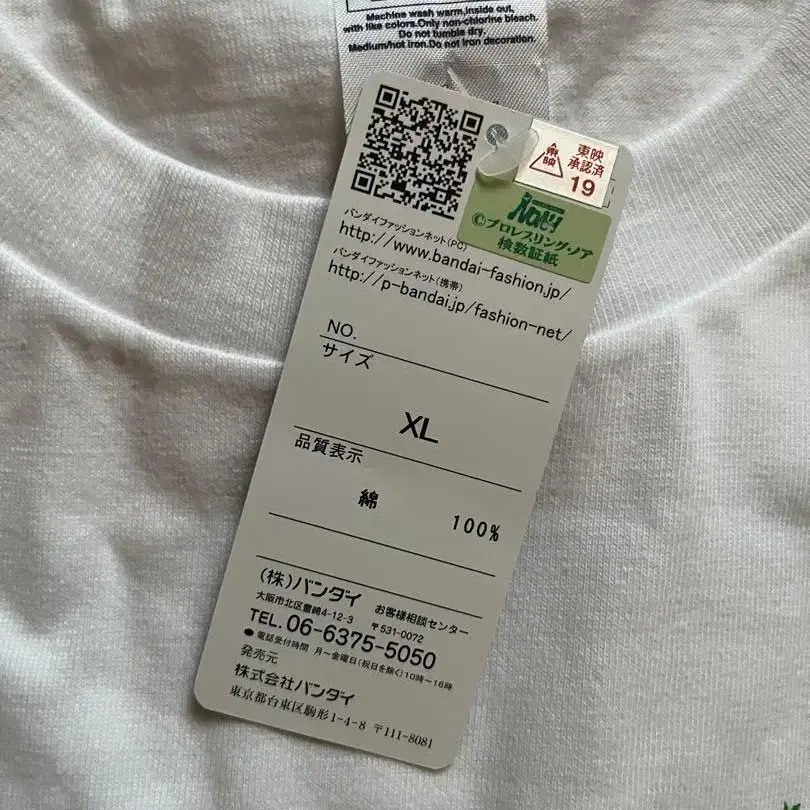 Machine wash warm,inside out,
with like colors.Only non-chlorine bleach.
Do not tumble dry.
Medium/hot iron.Do not iron decoration.
東映
東映
承認済
19
NOAH
©プロレスリング・ノア
検数証紙
バンダイファッションネット(PC)
http://www.bandai-fashion.jp/
バンダイファッションネット(携帯)
http://p-bandai.jp/fashion-net/
NO.
サイズ
XL
品質表示
綿 100%
(株)バンダイ お客様相談センター
大阪市北区豊崎4-12-3 〒531-0072
TEL. 06-6375-5050
●電話受付時間 月～金曜日(祝日を除く)10時～16時
発売元
株式会社バンダイ
東京都台東区駒形1-4-8 〒111-8081